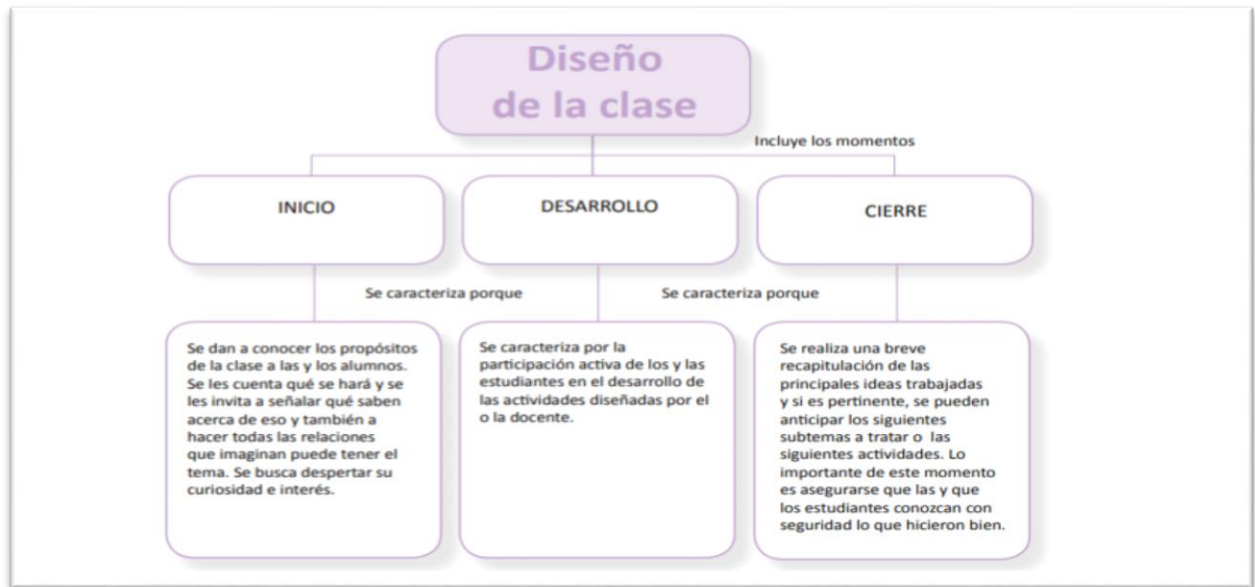 Diseño
de la clase
Incluye los momentos
INICIO
DESARROLLO
CIERRE
Se caracteriza porque
Se caracteriza porque
Se dan a conocer los propósitos
de la clase a las y los alumnos.
Se les cuenta qué se hará y se
les invita a señalar qué saben
acerca de eso y también a
hacer todas las relaciones
que imaginan puede tener el
tema. Se busca despertar su
curiosidad e interés.
Se caracteriza por la
participación activa de los y las
estudiantes en el desarrollo de
las actividades diseñadas por el
o la docente.
Se realiza una breve
recapitulación de las
principales ideas trabajadas
y si es pertinente, se pueden
anticipar los siguientes
subtemas a tratar o las
siguientes actividades. Lo
importante de este momento
es asegurarse que las y que
los estudiantes conozcan con
seguridad lo que hicieron bien.